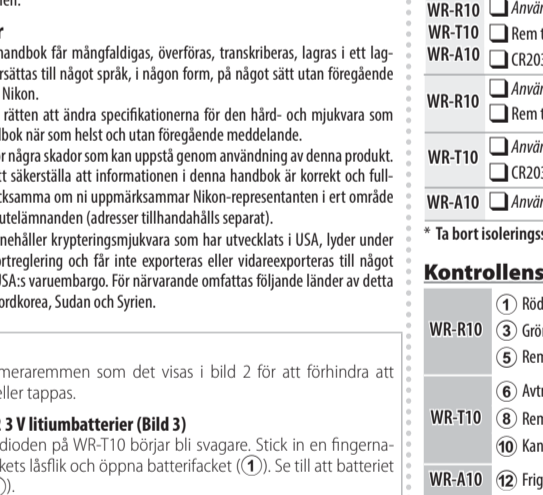 handbok får mångfaldigas, överföras, transkriberas, lagras i ett lag-
rsättas till något språk, i någon form, på något sätt utan föregående
Nikon.
rätten att ändra specifikationerna för den hård- och mjukvara som
bok när som helst och utan föregående meddelande.
r några skador som kan uppstå genom användning av denna produkt.
tt säkerställa att informationen i denna handbok är korrekt och full-
cksamma om ni uppmärksammar Nikon-representanten i ert område
utelämnanden (adresser tillhandahålls separat).
nehåller krypteringsmjukvara som har utvecklats i USA, lyder under
ortreglering och får inte exporteras eller vidareexporteras till något
USA:s varuembargo. För närvarande omfattas följande länder av detta
ordkorea, Sudan och Syrien.
meraremmen som det visas i bild 2 för att förhindra att
eller tappas.
3 V litiumbatterier (Bild 3)
dioden på WR-T10 börjar bli svagare. Stick in en fingerna-
kets låsflik och öppna batterifacket (①). Se till att batteriet
).
WR-R10 ❏ Använ
WR-T10 ❏ Rem t
WR-A10 ❏ CR203
WR-R10 ❏ Använ
❏ Rem t
WR-T10 ❏ Använ
❏ CR203
WR-A10 ❏ Använ
* Ta bort isolerings
Kontrollens
WR-R10 ① Röd
③ Grö
⑤ Rem
WR-T10 ⑥ Avt
⑧ Rem
⑩ Kan
WR-A10 ⑫ Frig